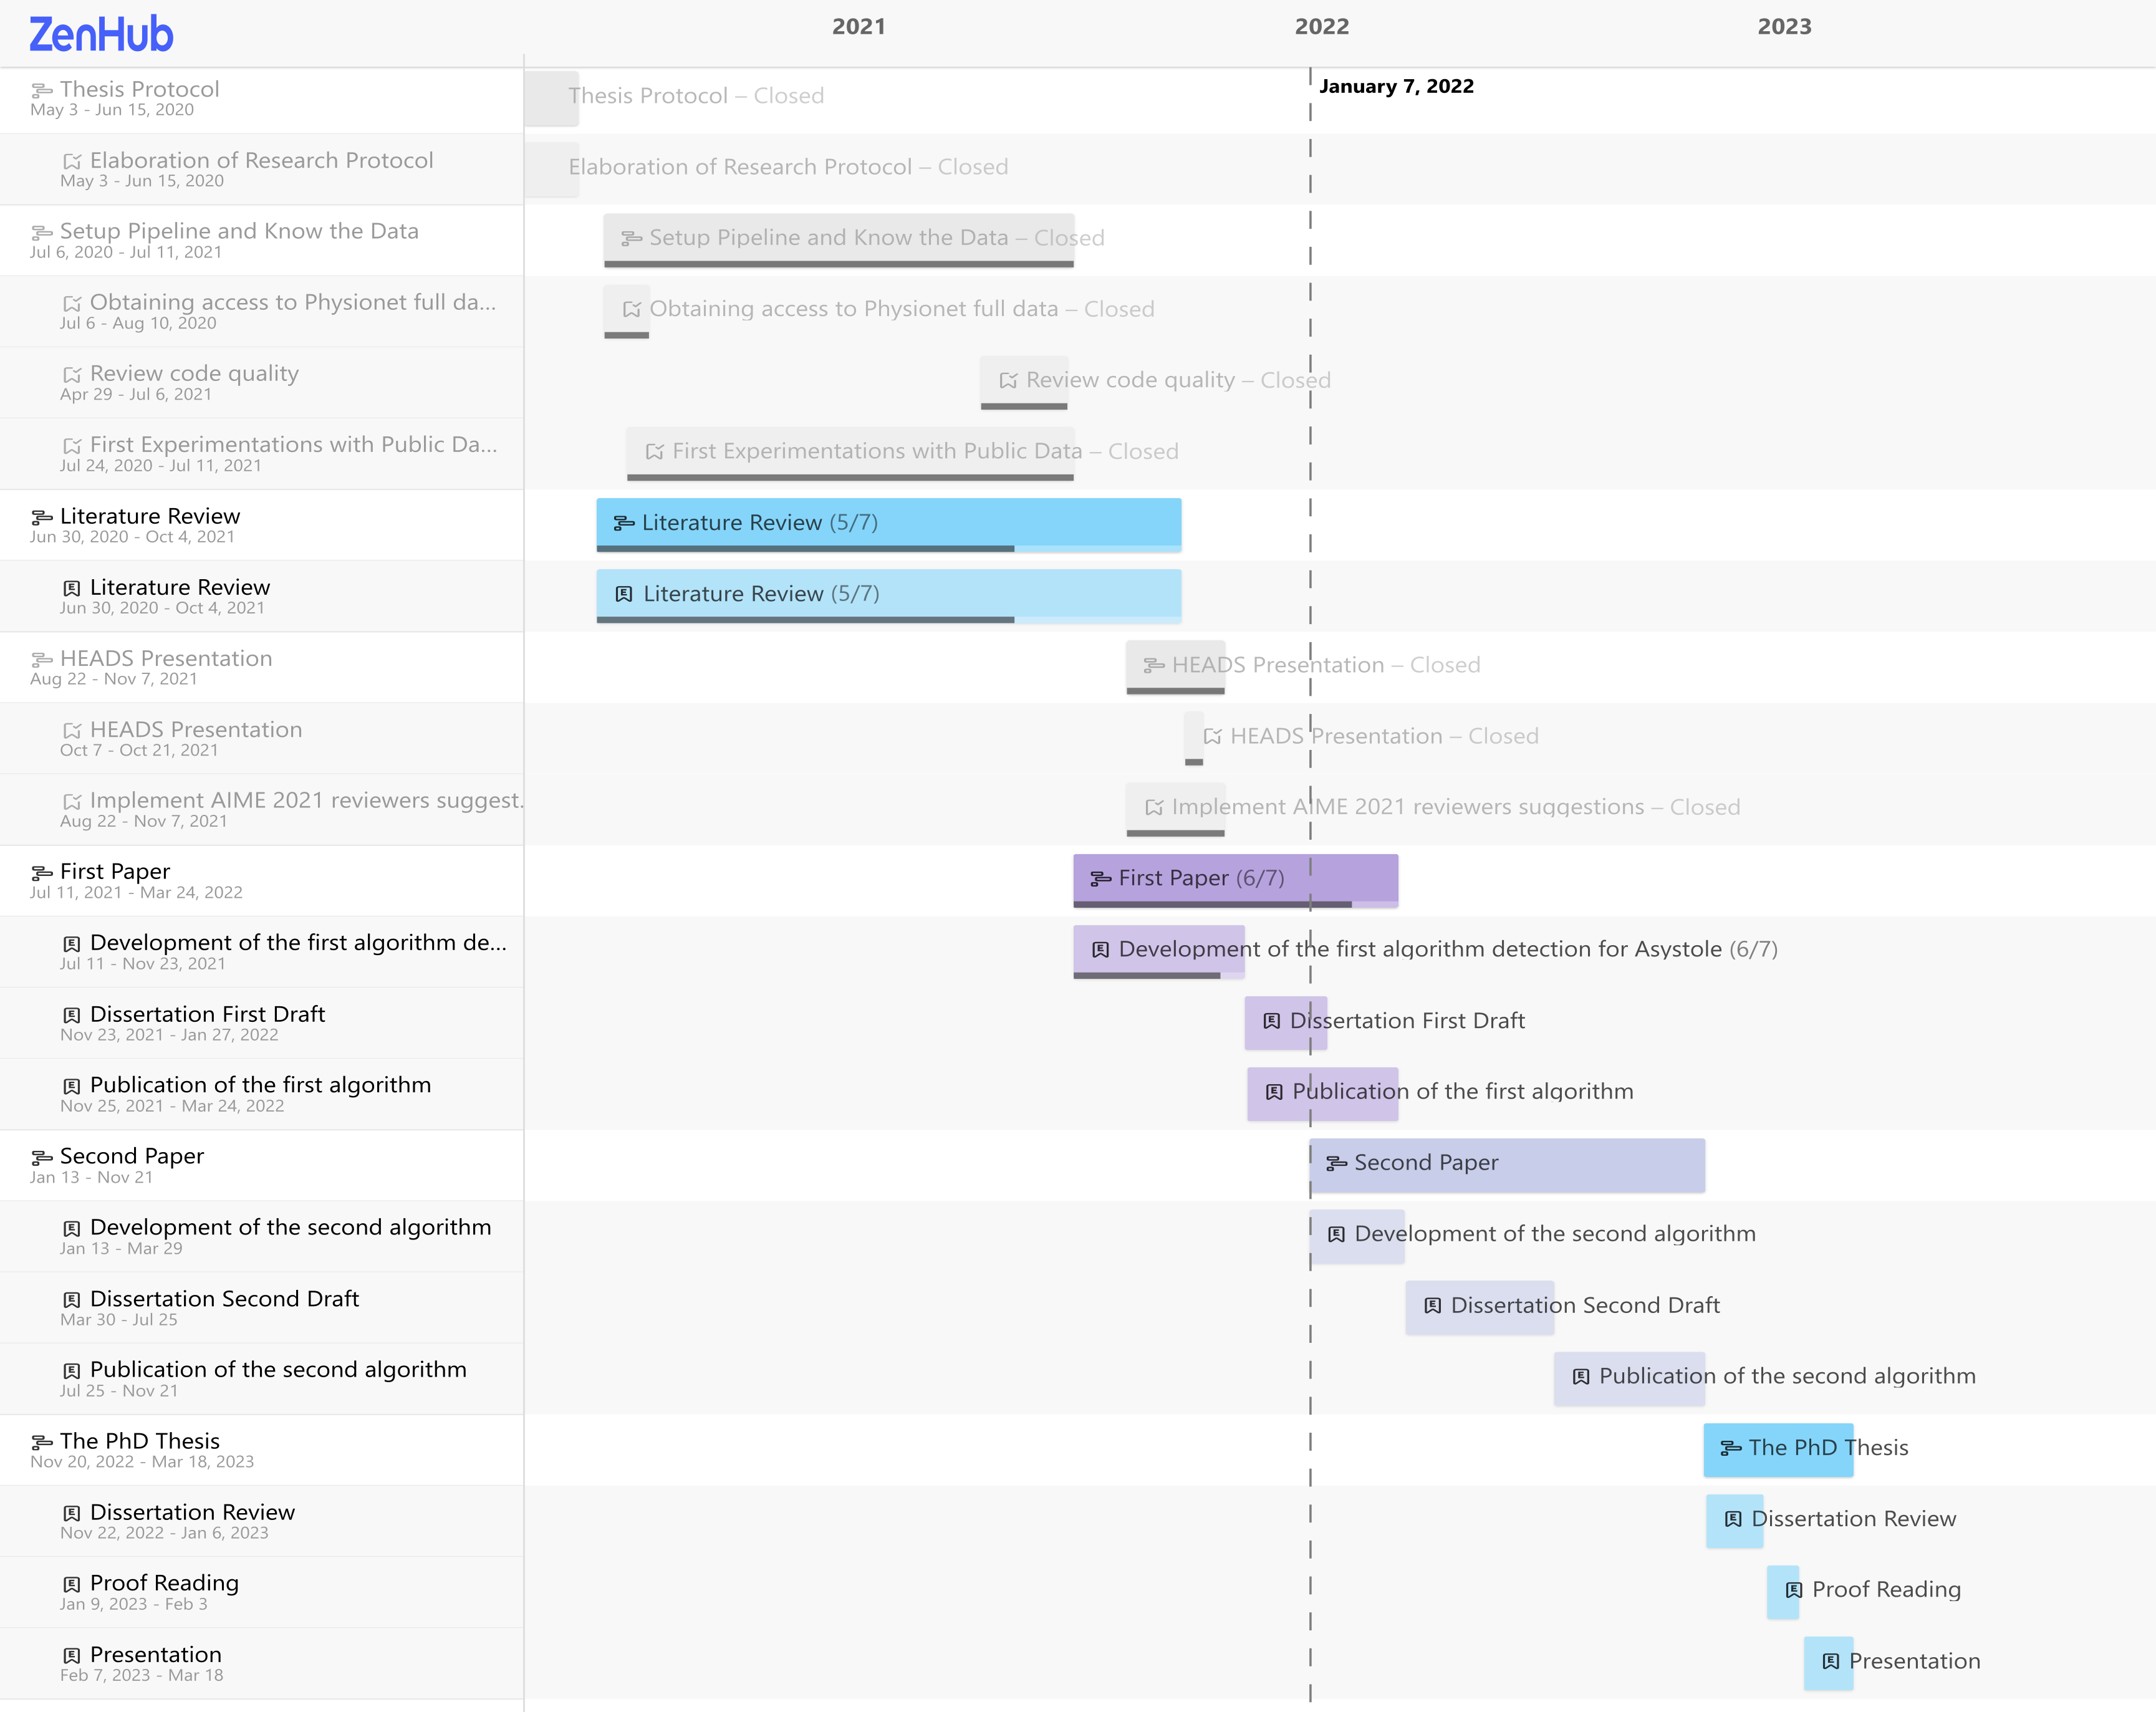 ZenHub
2021 2022 2023
January 7, 2022
Thesis Protocol
May 3 - Jun 15, 2020
Thesis Protocol – Closed
Elaboration of Research Protocol
May 3 - Jun 15, 2020
Elaboration of Research Protocol – Closed
Setup Pipeline and Know the Data
Jul 6, 2020 - Jul 11, 2021
Setup Pipeline and Know the Data – Closed
Obtaining access to Physionet full da...
Jul 6 - Aug 10, 2020
Obtaining access to Physionet full data – Closed
Review code quality
Apr 29 - Jul 6, 2021
Review code quality – Closed
First Experimentations with Public Da...
Jul 24, 2020 - Jul 11, 2021
First Experimentations with Public Data – Closed
Literature Review
Jun 30, 2020 - Oct 4, 2021
Literature Review (5/7)
Literature Review
Jun 30, 2020 - Oct 4, 2021
Literature Review (5/7)
HEADS Presentation
Aug 22 - Nov 7, 2021
HEADS Presentation – Closed
HEADS Presentation
Oct 7 - Oct 21, 2021
HEADS Presentation – Closed
Implement AIME 2021 reviewers suggest.
Aug 22 - Nov 7, 2021
Implement AIME 2021 reviewers suggestions – Closed
First Paper
Jul 11, 2021 - Mar 24, 2022
First Paper (6/7)
Development of the first algorithm de...
Jul 11 - Nov 23, 2021
Development of the first algorithm detection for Asystole (6/7)
Dissertation First Draft
Nov 23, 2021 - Jan 27, 2022
Dissertation First Draft
Publication of the first algorithm
Nov 25, 2021 - Mar 24, 2022
Publication of the first algorithm
Second Paper
Jan 13 - Nov 21
Second Paper
Development of the second algorithm
Jan 13 - Mar 29
Development of the second algorithm
Dissertation Second Draft
Mar 30 - Jul 25
Dissertation Second Draft
Publication of the second algorithm
Jul 25 - Nov 21
Publication of the second algorithm
The PhD Thesis
Nov 20, 2022 - Mar 18, 2023
The PhD Thesis
Dissertation Review
Nov 22, 2022 - Jan 6, 2023
Dissertation Review
Proof Reading
Jan 9, 2023 - Feb 3
Proof Reading
Presentation
Feb 7, 2023 - Mar 18
Presentation